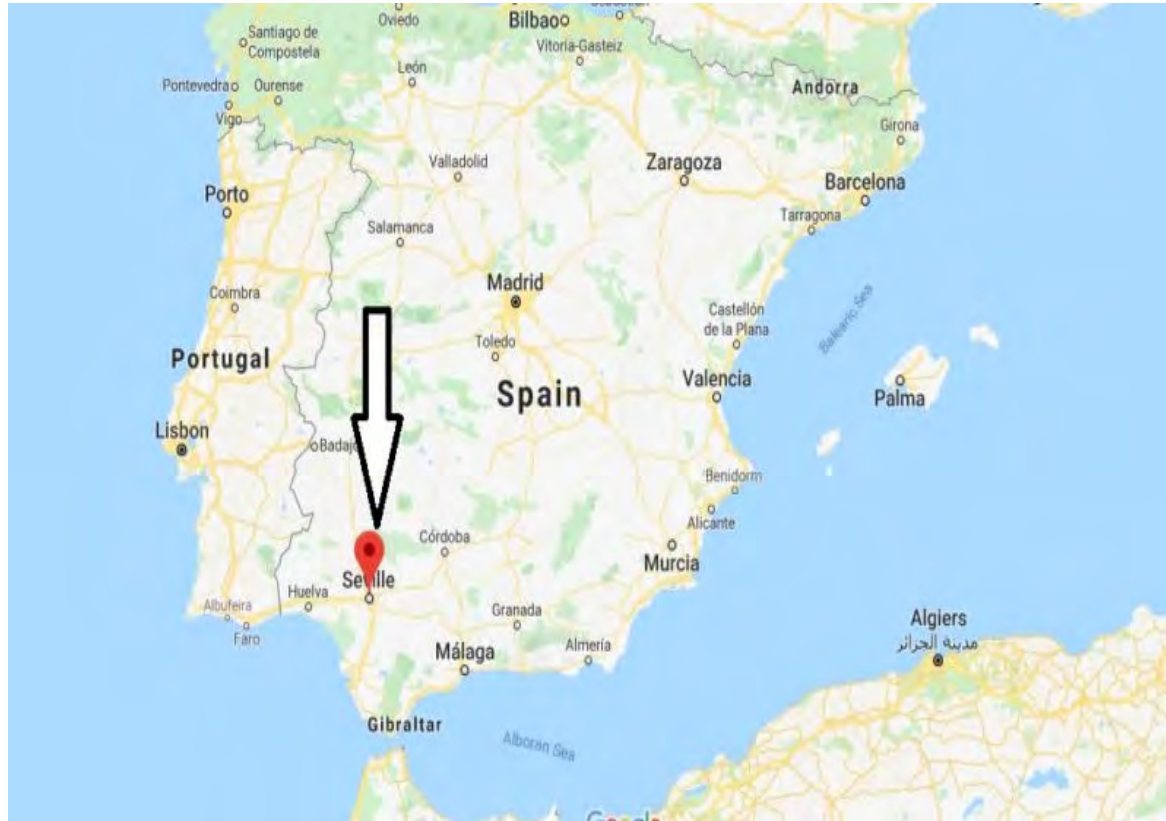 Oviedo
Bilbao
Santiago de
Compostela
Vitoria-Gasteiz
León
Andorra
Pontevedra
Ourense
Vigo
Girona
Valladolid
Zaragoza
Porto
Barcelona
Tarragona
Salamanca
Madrid
Coimbra
Castellón
de la Plana
Balearic Sea
Toledo
Portugal
Spain
Valencia
Palma
Lisbon
Badajo
Benidorm
Alicante
Córdoba
Murcia
Seville
Huelva
Albufeira
Faro
Granada
Almería
Málaga
Algiers
مدينة الجزائر
Gibraltar
Alboran Sea